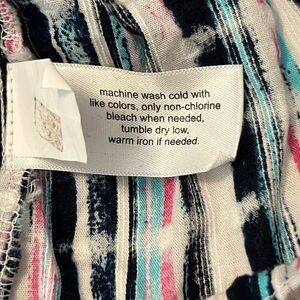 machine wash cold with
like colors, only non-chlorine
bleach when needed,
tumble dry low,
warm iron if needed.